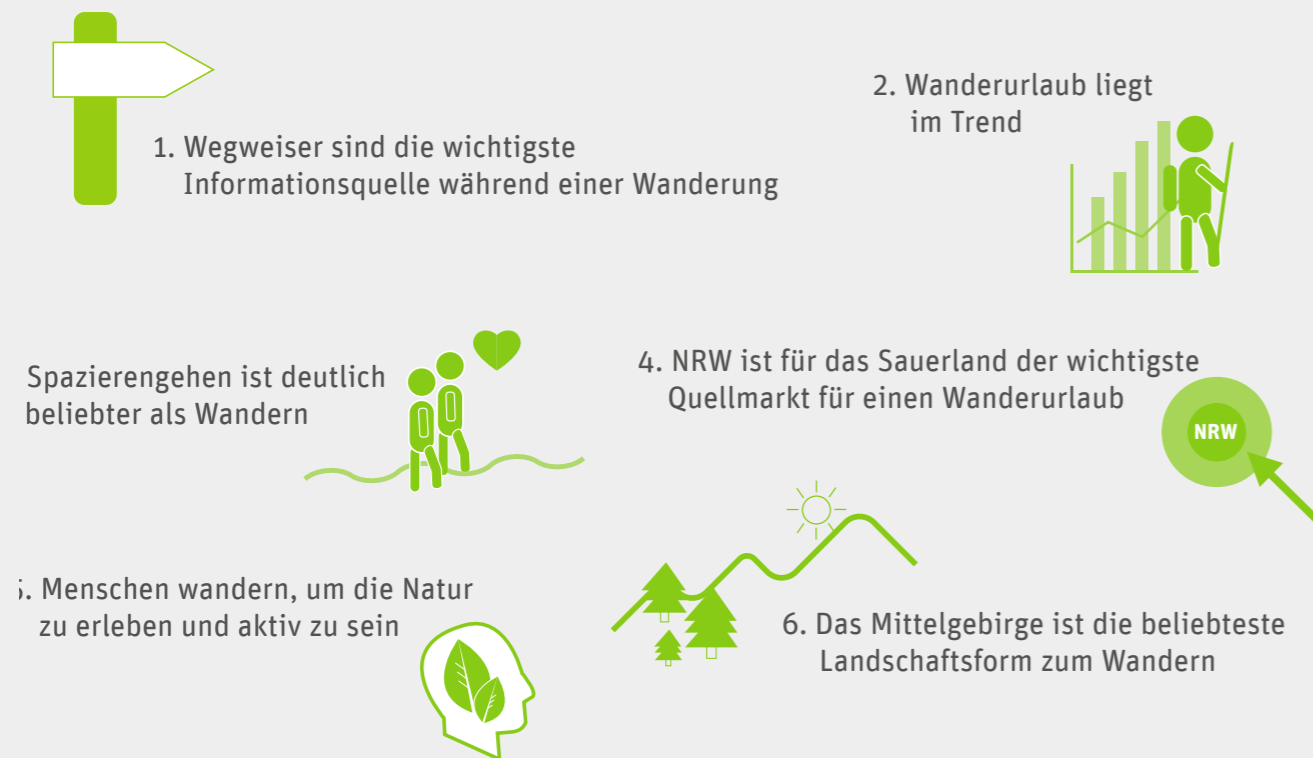 1. Wegweiser sind die wichtigste
Informationsquelle während einer Wanderung
2. Wanderurlaub liegt
im Trend
Spazierengehen ist deutlich
beliebter als Wandern
4. NRW ist für das Sauerland der wichtigste
Quellmarkt für einen Wanderurlaub
NRW
5. Menschen wandern, um die Natur
zu erleben und aktiv zu sein
6. Das Mittelgebirge ist die beliebteste
Landschaftsform zum Wandern